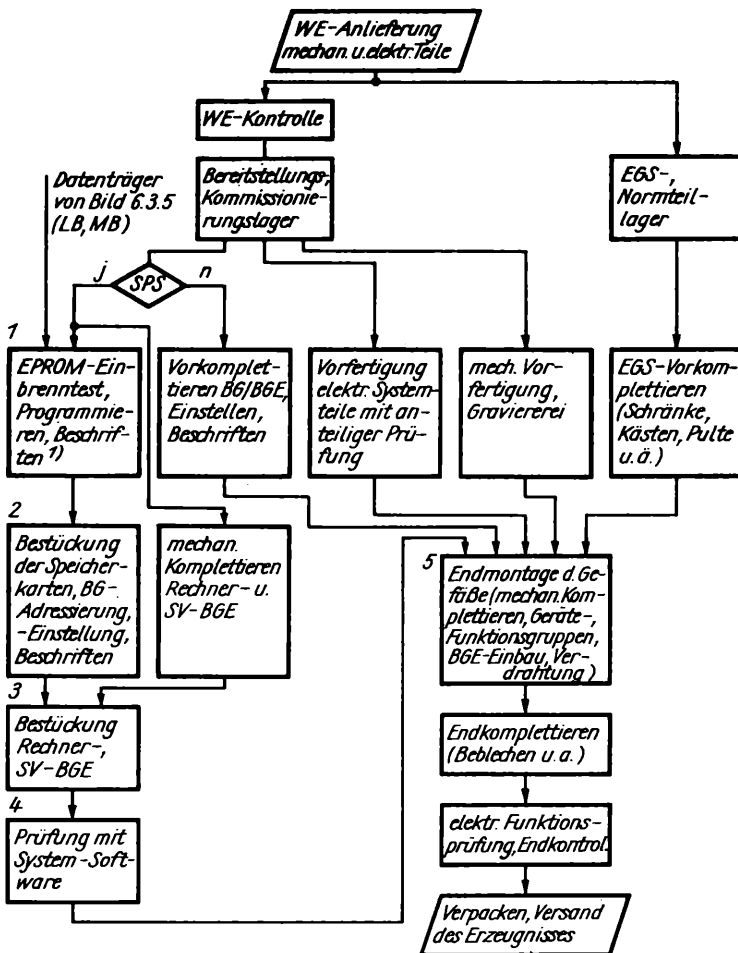 WE-Anlieferung
mechan. u. elektr. Teile
WE-Kontrolle
Datenträger
von Bild 6.3.5
(LB, MB)
Bereitstellungs-,
Kommissionie-
rungslager
EGS-,
Normteil-
lager
j
SPS
n
1
EPROM-Ein-
brenntest,
Programmie-
ren, Beschrif-
ten 1)
Vorkomplet-
tieren BG/BGE,
Einstellen,
Beschriften
Vorfertigung
elektr. System-
teile mit an-
teiliger Prü-
fung
mech. Vor-
fertigung,
Graviererei
EGS-Vorkom-
plettieren
(Schränke,
Kästen, Pulte
u. ä.)
2
Bestückung
der Speicher-
karten, BG-
Adressierung,
-Einstellung,
Beschriften
mechan.
Komplettieren
Rechner- u.
SV-BGE
5
Endmontage d. Ge-
fäße (mechan. Kom-
plettieren, Geräte-,
Funktionsgruppen,
BGE-Einbau, Ver-
drahtung)
3
Bestückung
Rechner-,
SV-BGE
Endkomplettieren
(Beblechen u. a.)
4
Prüfung mit
System-Soft-
ware
elektr. Funktions-
prüfung, Endkontrol.
Verpacken, Versand
des Erzeugnisses